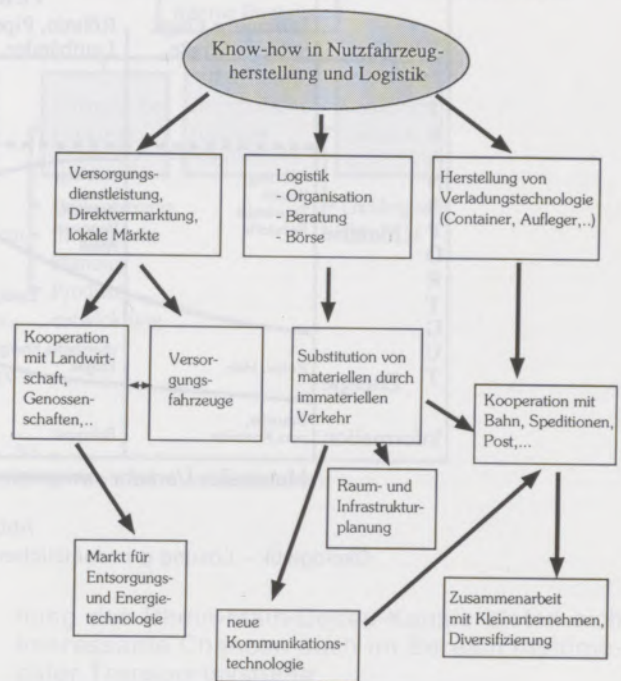 Know-how in Nutzfahrzeug-
herstellung und Logistik
Versorgungs-
dienstleistung,
Direktvermarktung,
lokale Märkte
Logistik
- Organisation
- Beratung
- Börse
Herstellung von
Verladungstechnologie
(Container, Aufleger,..)
Kooperation
mit Landwirt-
schaft,
Genossen-
schaften,..
Versor-
gungs-
fahrzeuge
Substitution von
materiellen durch
immateriellen
Verkehr
Kooperation mit
Bahn, Speditionen,
Post,...
Raum- und
Infrastruktur-
planung
Markt für
Entsorgungs-
und Energie-
technologie
neue
Kommunikations-
technologie
Zusammenarbeit
mit Kleinunternehmen,
Diversifizierung